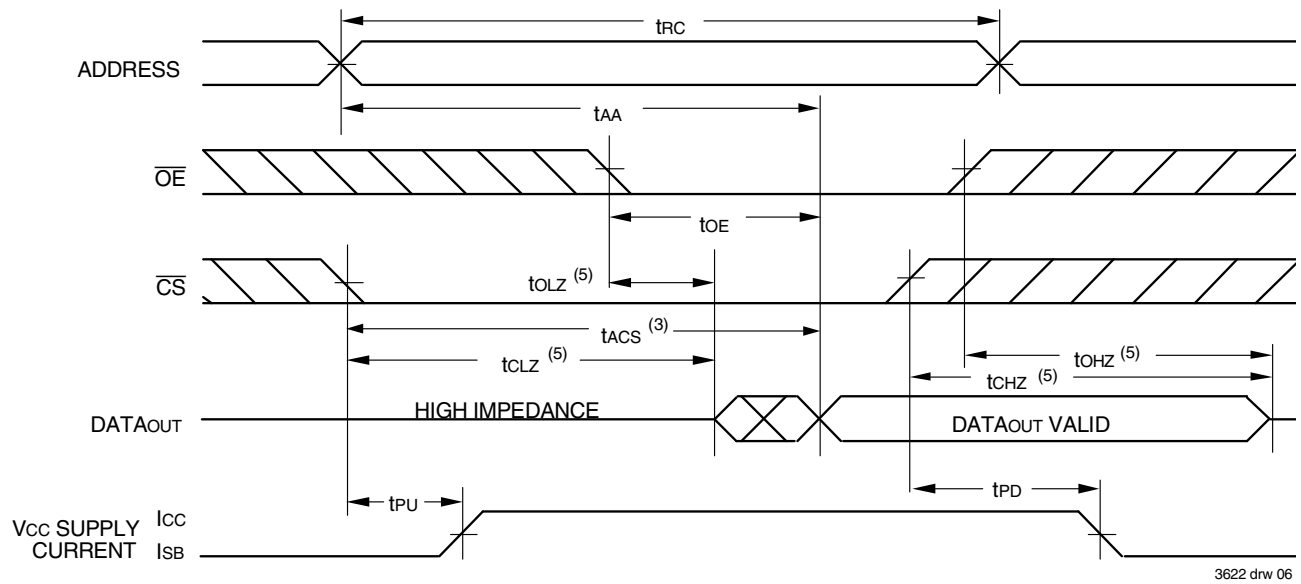 tRC
ADDRESS
tAA
OE
tOE
CS
tOLZ (5)
tACS (3)
tCLZ (5)
tOHZ (5)
tCHZ (5)
HIGH IMPEDANCE
DATAOUT
DATAOUT VALID
tPU
tPD
VCC SUPPLY ICC
CURRENT ISB
3622 drw 06